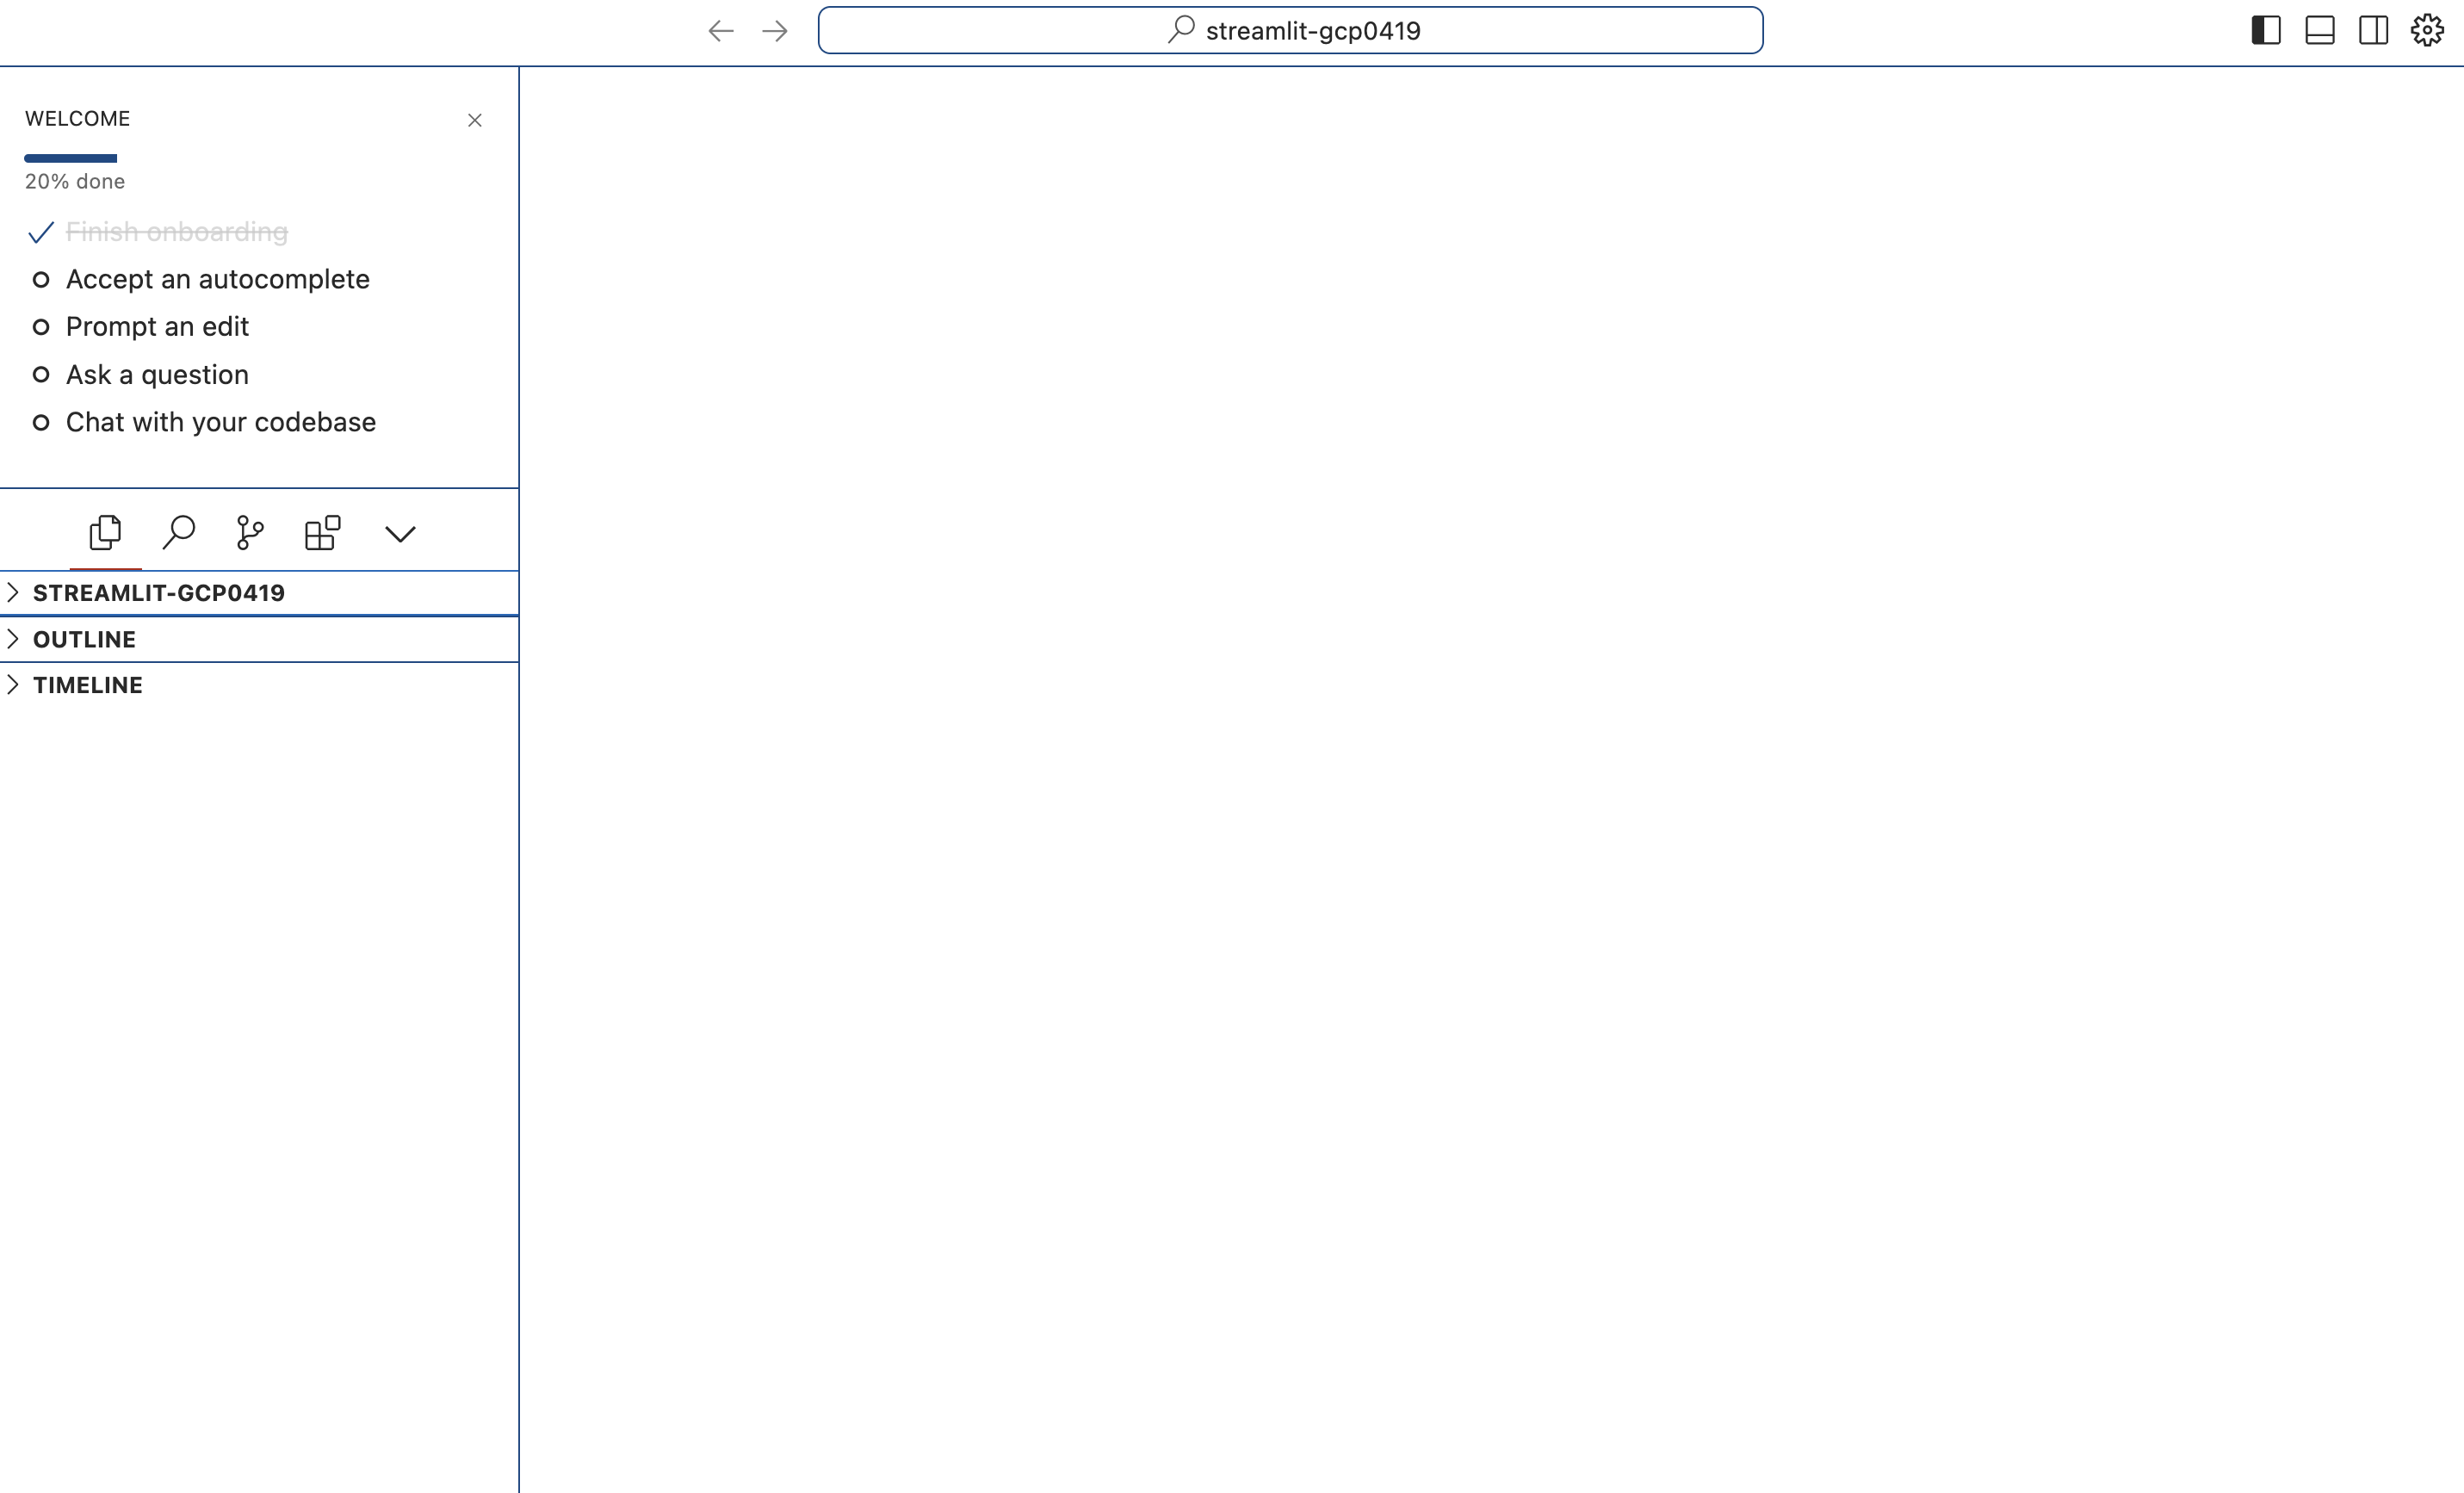 streamlit-gcp0419
WELCOME
20% done
Finish onboarding
Accept an autocomplete
Prompt an edit
Ask a question
Chat with your codebase
STREAMLIT-GCP0419
OUTLINE
TIMELINE